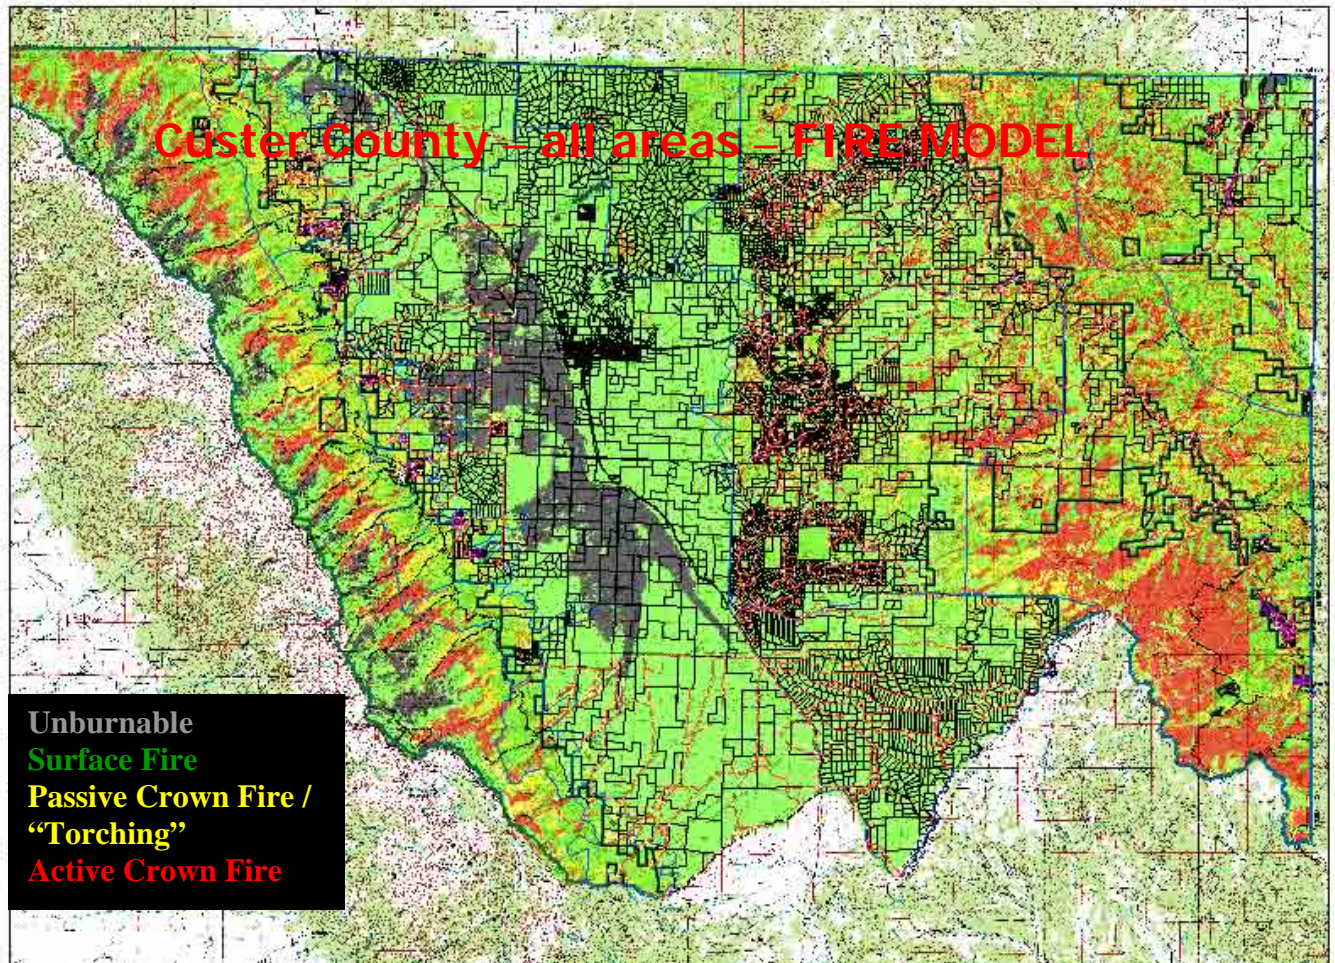 Custer County – all areas – FIRE MODEL
Unburnable
Surface Fire
Passive Crown Fire /
“Torching”
Active Crown Fire